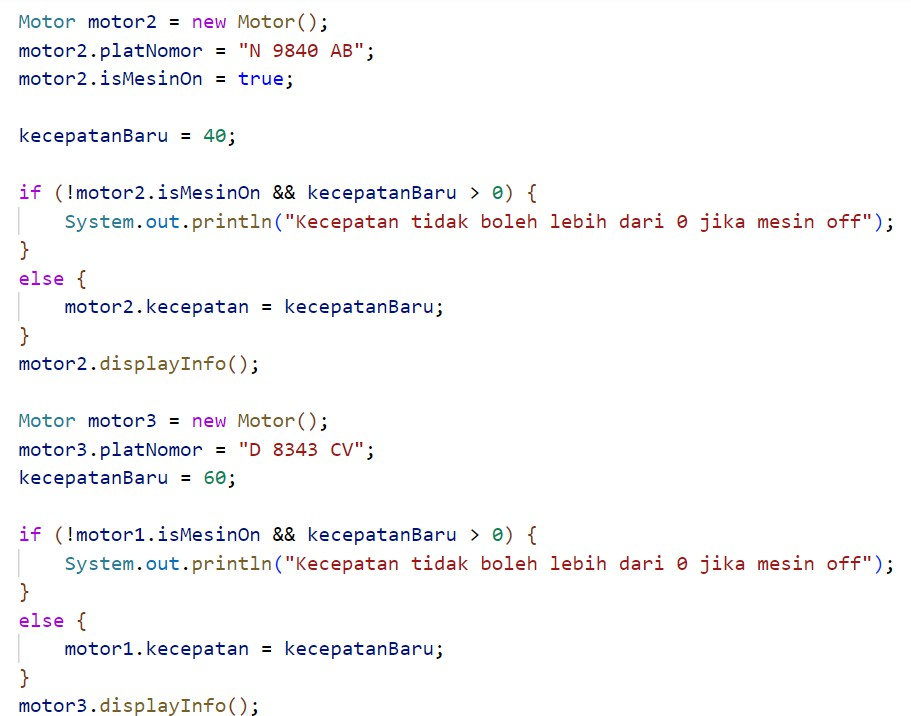 Motor motor2 = new Motor();
motor2.platNomor = "N 9840 AB";
motor2.isMesinOn = true;
kecepatanBaru = 40;
if (!motor2.isMesinOn && kecepatanBaru > 0) {
System.out.println("Kecepatan tidak boleh lebih dari 0 jika mesin off");
}
else {
motor2.kecepatan = kecepatanBaru;
}
motor2.displayInfo();
Motor motor3 = new Motor();
motor3.platNomor = "D 8343 CV";
kecepatanBaru = 60;
if (!motor1.isMesinOn && kecepatanBaru > 0) {
System.out.println("Kecepatan tidak boleh lebih dari 0 jika mesin off");
}
else {
motor1.kecepatan = kecepatanBaru;
}
motor3.displayInfo();